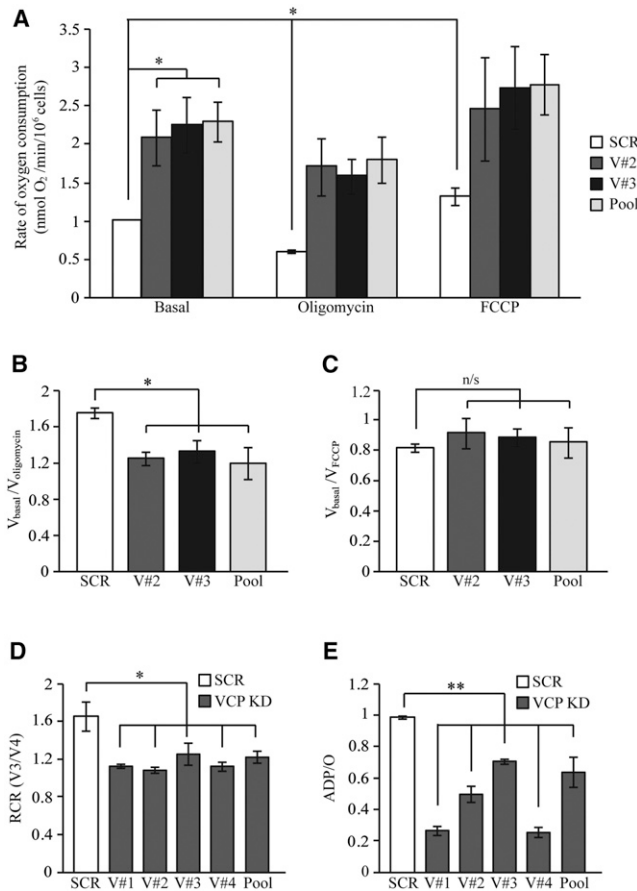 A
*
*
Rate of oxygen consumption
(nmol O2 /min/10^6 cells)
3.5
3
2.5
2
1.5
1
0.5
0
Basal
Oligomycin
FCCP
SCR
V#2
V#3
Pool
B
*
Vbasal/Voligomycin
2
1.6
1.2
0.8
0.4
0
SCR V#2 V#3 Pool
C
n/s
Vbasal/VFCCP
1.2
1
0.8
0.6
0.4
0.2
0
SCR V#2 V#3 Pool
D
*
SCR
VCP KD
RCR (V3/V4)
2
1.6
1.2
0.8
0.4
0
SCR V#1 V#2 V#3 V#4 Pool
E
**
SCR
VCP KD
ADP/O
1.2
1
0.8
0.6
0.4
0.2
0
SCR V#1 V#2 V#3 V#4 Pool